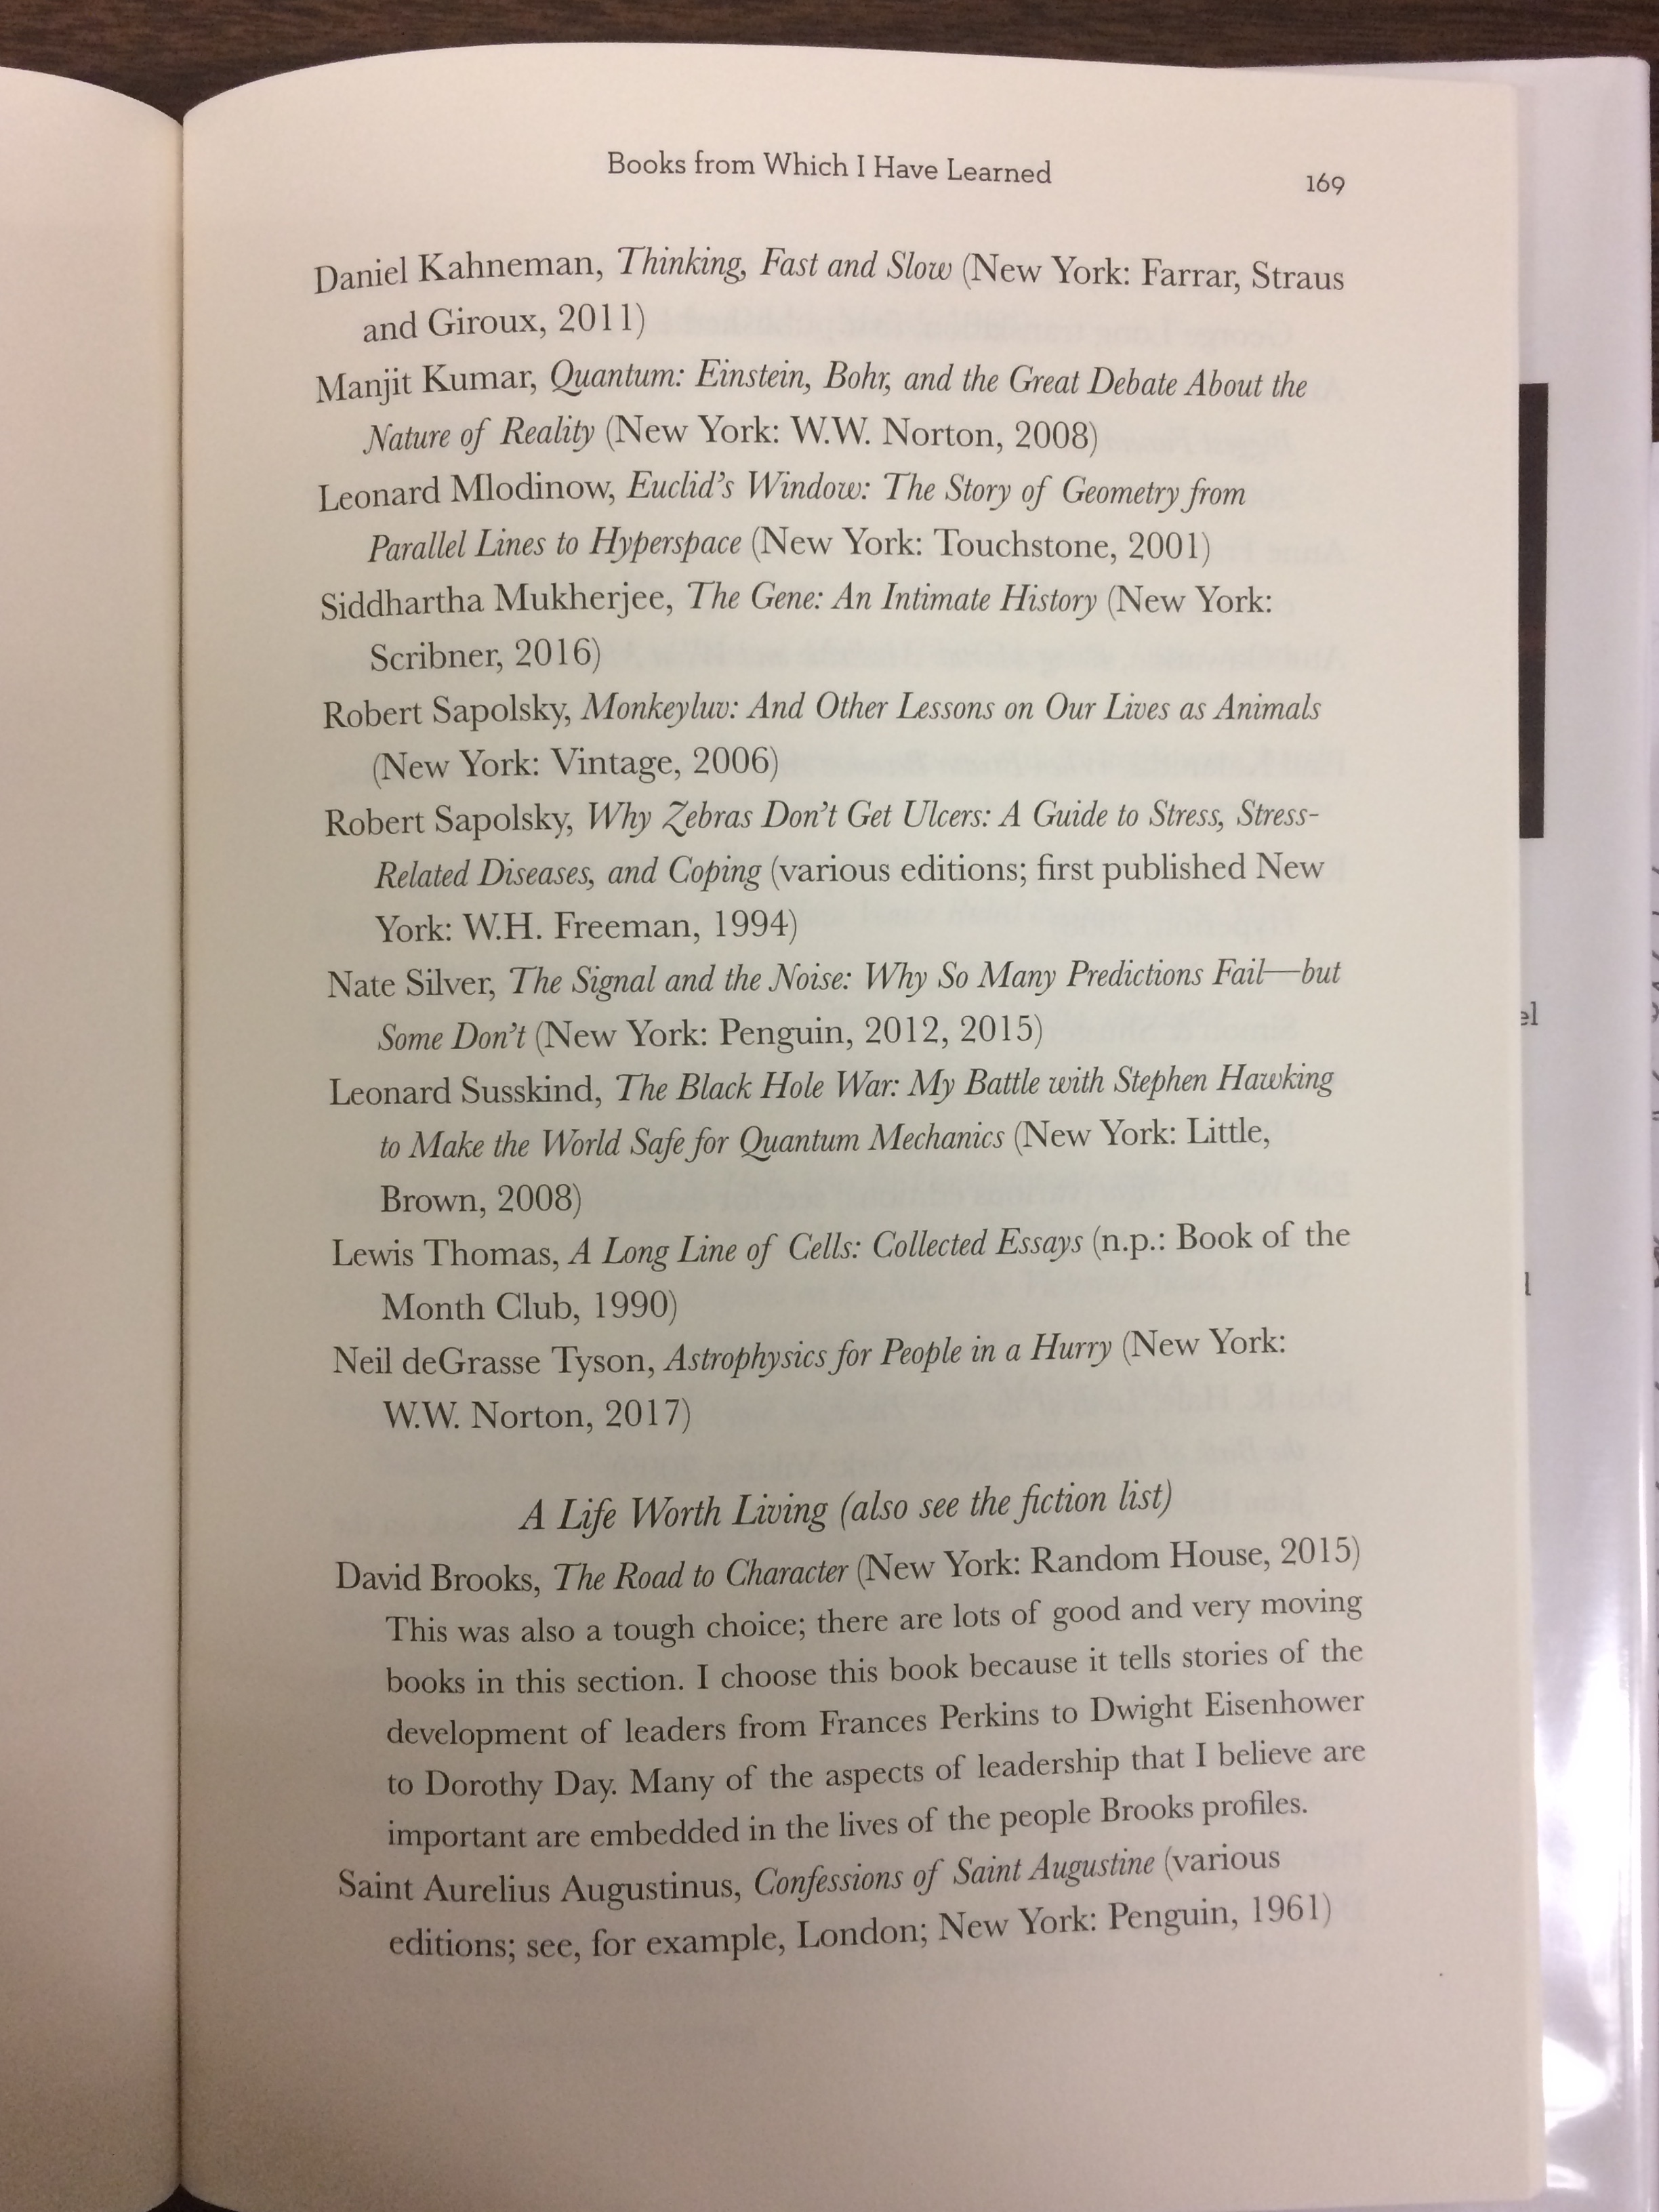 Books from Which I Have Learned 169
Daniel Kahneman, Thinking, Fast and Slow (New York: Farrar, Straus
and Giroux, 2011)
Manjit Kumar, Quantum: Einstein, Bohr, and the Great Debate About the
Nature of Reality (New York: W.W. Norton, 2008)
Leonard Mlodinow, Euclid’s Window: The Story of Geometry from
Parallel Lines to Hyperspace (New York: Touchstone, 2001)
Siddhartha Mukherjee, The Gene: An Intimate History (New York:
Scribner, 2016)
Robert Sapolsky, Monkeyluv: And Other Lessons on Our Lives as Animals
(New York: Vintage, 2006)
Robert Sapolsky, Why Zebras Don’t Get Ulcers: A Guide to Stress, Stress-
Related Diseases, and Coping (various editions; first published New
York: W.H. Freeman, 1994)
Nate Silver, The Signal and the Noise: Why So Many Predictions Fail—but
Some Don’t (New York: Penguin, 2012, 2015)
Leonard Susskind, The Black Hole War: My Battle with Stephen Hawking
to Make the World Safe for Quantum Mechanics (New York: Little,
Brown, 2008)
Lewis Thomas, A Long Line of Cells: Collected Essays (n.p.: Book of the
Month Club, 1990)
Neil deGrasse Tyson, Astrophysics for People in a Hurry (New York:
W.W. Norton, 2017)
A Life Worth Living (also see the fiction list)
David Brooks, The Road to Character (New York: Random House, 2015)
This was also a tough choice; there are lots of good and very moving
books in this section. I choose this book because it tells stories of the
development of leaders from Frances Perkins to Dwight Eisenhower
to Dorothy Day. Many of the aspects of leadership that I believe are
important are embedded in the lives of the people Brooks profiles.
Saint Aurelius Augustinus, Confessions of Saint Augustine (various
editions; see, for example, London; New York: Penguin, 1961)